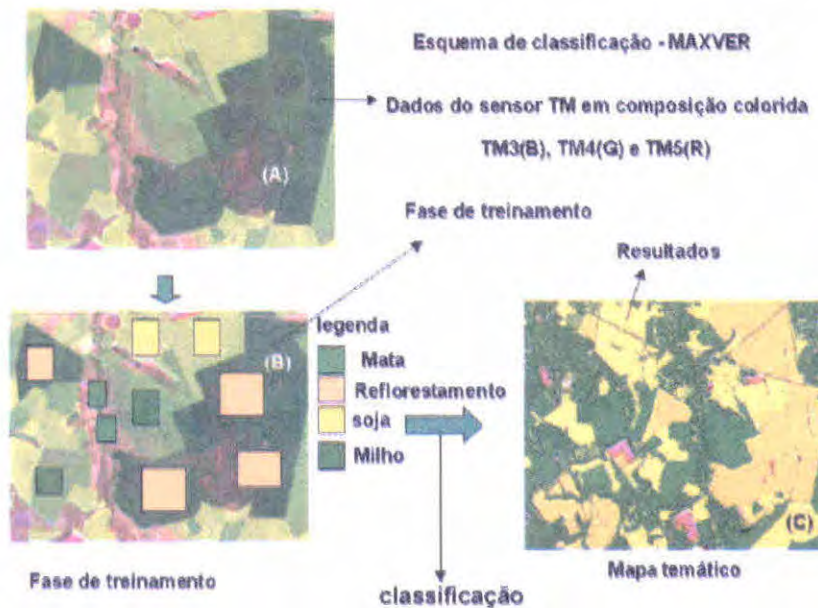 Esquema de classificação - MAXVER
Dados do sensor TM em composição colorida
TM3(B), TM4(G) e TM5(R)
(A)
Fase de treinamento
Resultados
legenda
(B)
Mata
Reflorestamento
soja
Milho
(C)
Fase de treinamento
classificação
Mapa temático